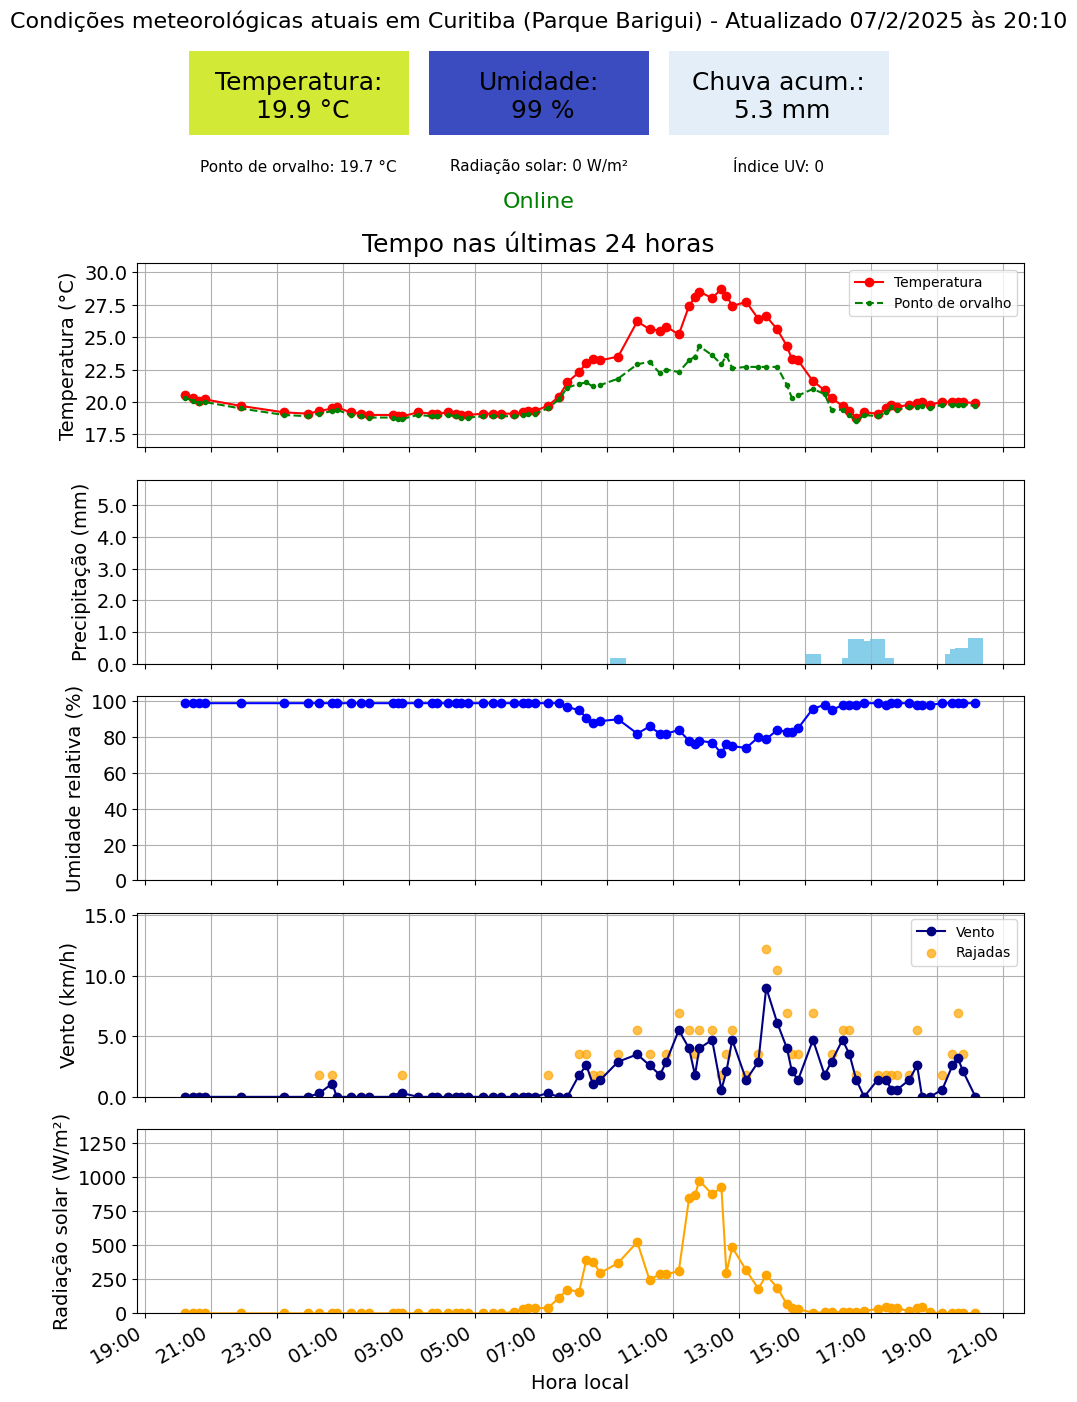 Condições meteorológicas atuais em Curitiba (Parque Barigui) - Atualizado 07/2/2025 às 20:10
Temperatura:
19.9 °C
Umidade:
99 %
Chuva acum.:
5.3 mm
Ponto de orvalho: 19.7 °C
Radiação solar: 0 W/m²
Índice UV: 0
Online
Tempo nas últimas 24 horas
Temperatura (°C)
30.0
27.5
25.0
22.5
20.0
17.5
Temperatura
Ponto de orvalho
Precipitação (mm)
5.0
4.0
3.0
2.0
1.0
0.0
Umidade relativa (%)
100
80
60
40
20
0
Vento (km/h)
15.0
10.0
5.0
0.0
Vento
Rajadas
Radiação solar (W/m²)
1250
1000
750
500
250
0
19:00
21:00
23:00
01:00
03:00
05:00
07:00
09:00
11:00
13:00
15:00
17:00
19:00
21:00
Hora local